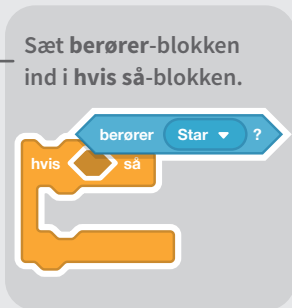 Sæt berører-blokken
ind i hvis så-blokken.
berører Star ▼ ?
hvis så